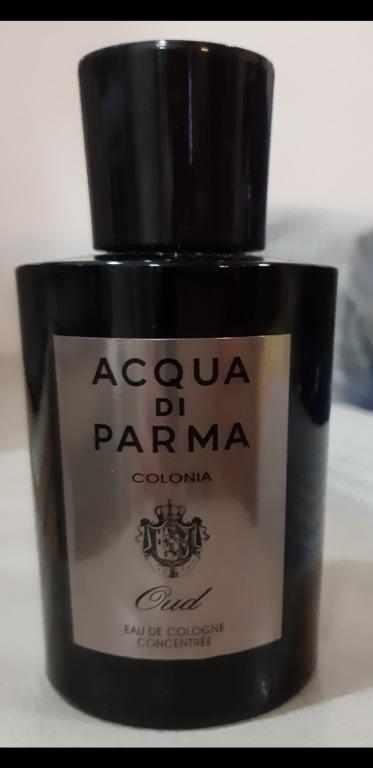 ACQUA
DI
PARMA
COLONIA
Oud
EAU DE COLOGNE
CONCENTRÉE